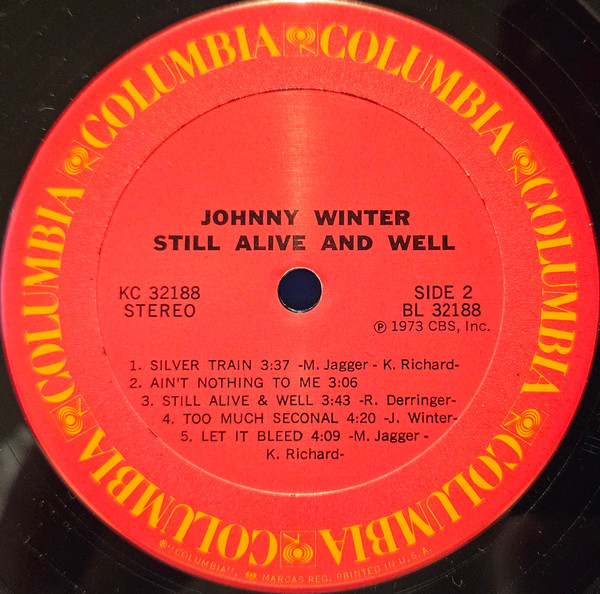 COLUMBIA COLUMBIA COLUMBIA COLUMBIA COLUMBIA COLUMBIA COLUMBIA COLUMBIA
JOHNNY WINTER
STILL ALIVE AND WELL
KC 32188
STEREO
SIDE 2
BL 32188
Ⓟ 1973 CBS, Inc.
1. SILVER TRAIN 3:37 -M. Jagger - K. Richard-
2. AIN'T NOTHING TO ME 3:06
3. STILL ALIVE & WELL 3:43 -R. Derringer-
4. TOO MUCH SECONAL 4:20 -J. Winter-
5. LET IT BLEED 4:09 -M. Jagger -
K. Richard-
®"COLUMBIA", MARCAS REG. PRINTED IN U.S.A.